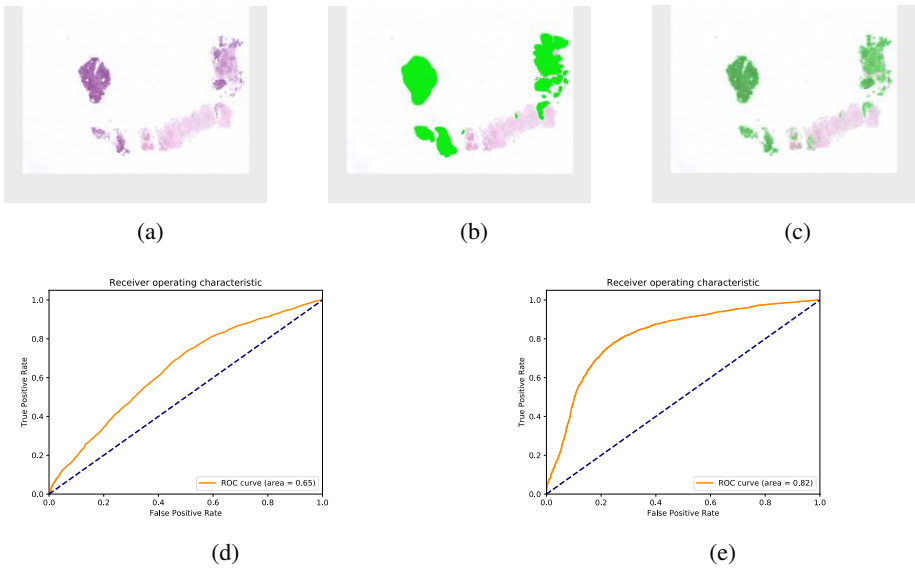 (a)
(b)
(c)
Receiver operating characteristic
1.0
0.8
0.6
0.4
0.2
0.0
True Positive Rate
0.0 0.2 0.4 0.6 0.8 1.0
False Positive Rate
ROC curve (area = 0.65)
(d)
Receiver operating characteristic
1.0
0.8
0.6
0.4
0.2
0.0
True Positive Rate
0.0 0.2 0.4 0.6 0.8 1.0
False Positive Rate
ROC curve (area = 0.82)
(e)